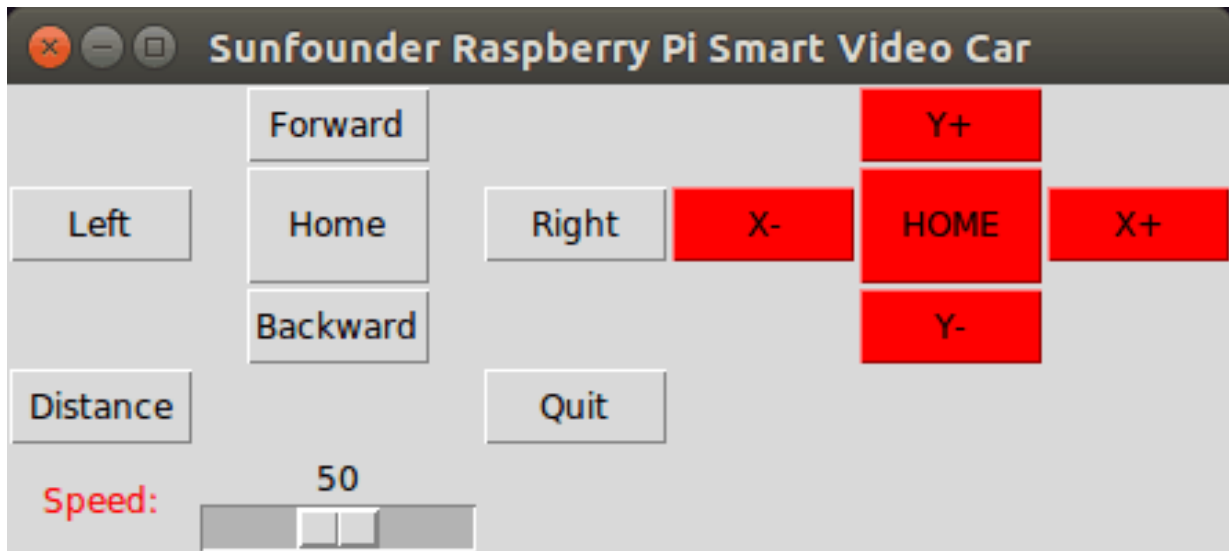 Sunfounder Raspberry Pi Smart Video Car
Forward Y+
Left Home Right X- HOME X+
Backward Y-
Distance Quit
50
Speed: